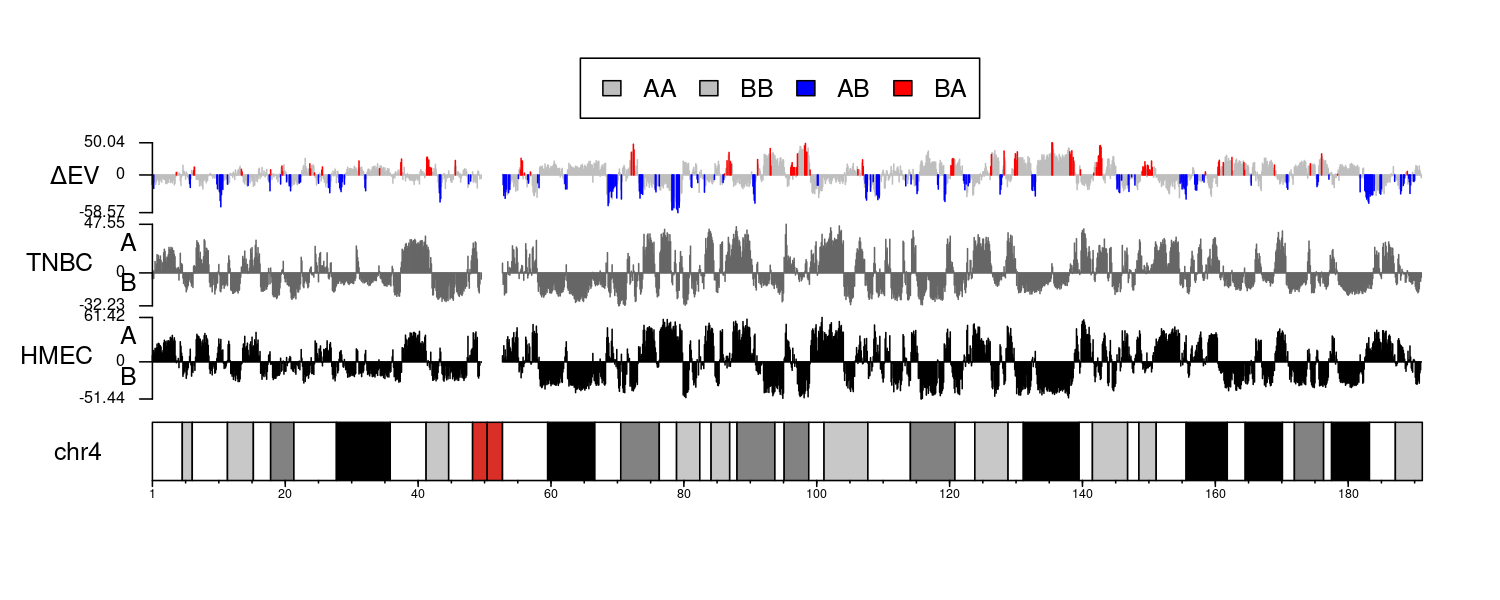 AA BB AB BA
50.04
ΔEV 0
-58.57
47.55
A
TNBC 0
B
-32.23
61.42
A
HMEC 0
B
-51.44
chr4
1 20 40 60 80 100 120 140 160 180